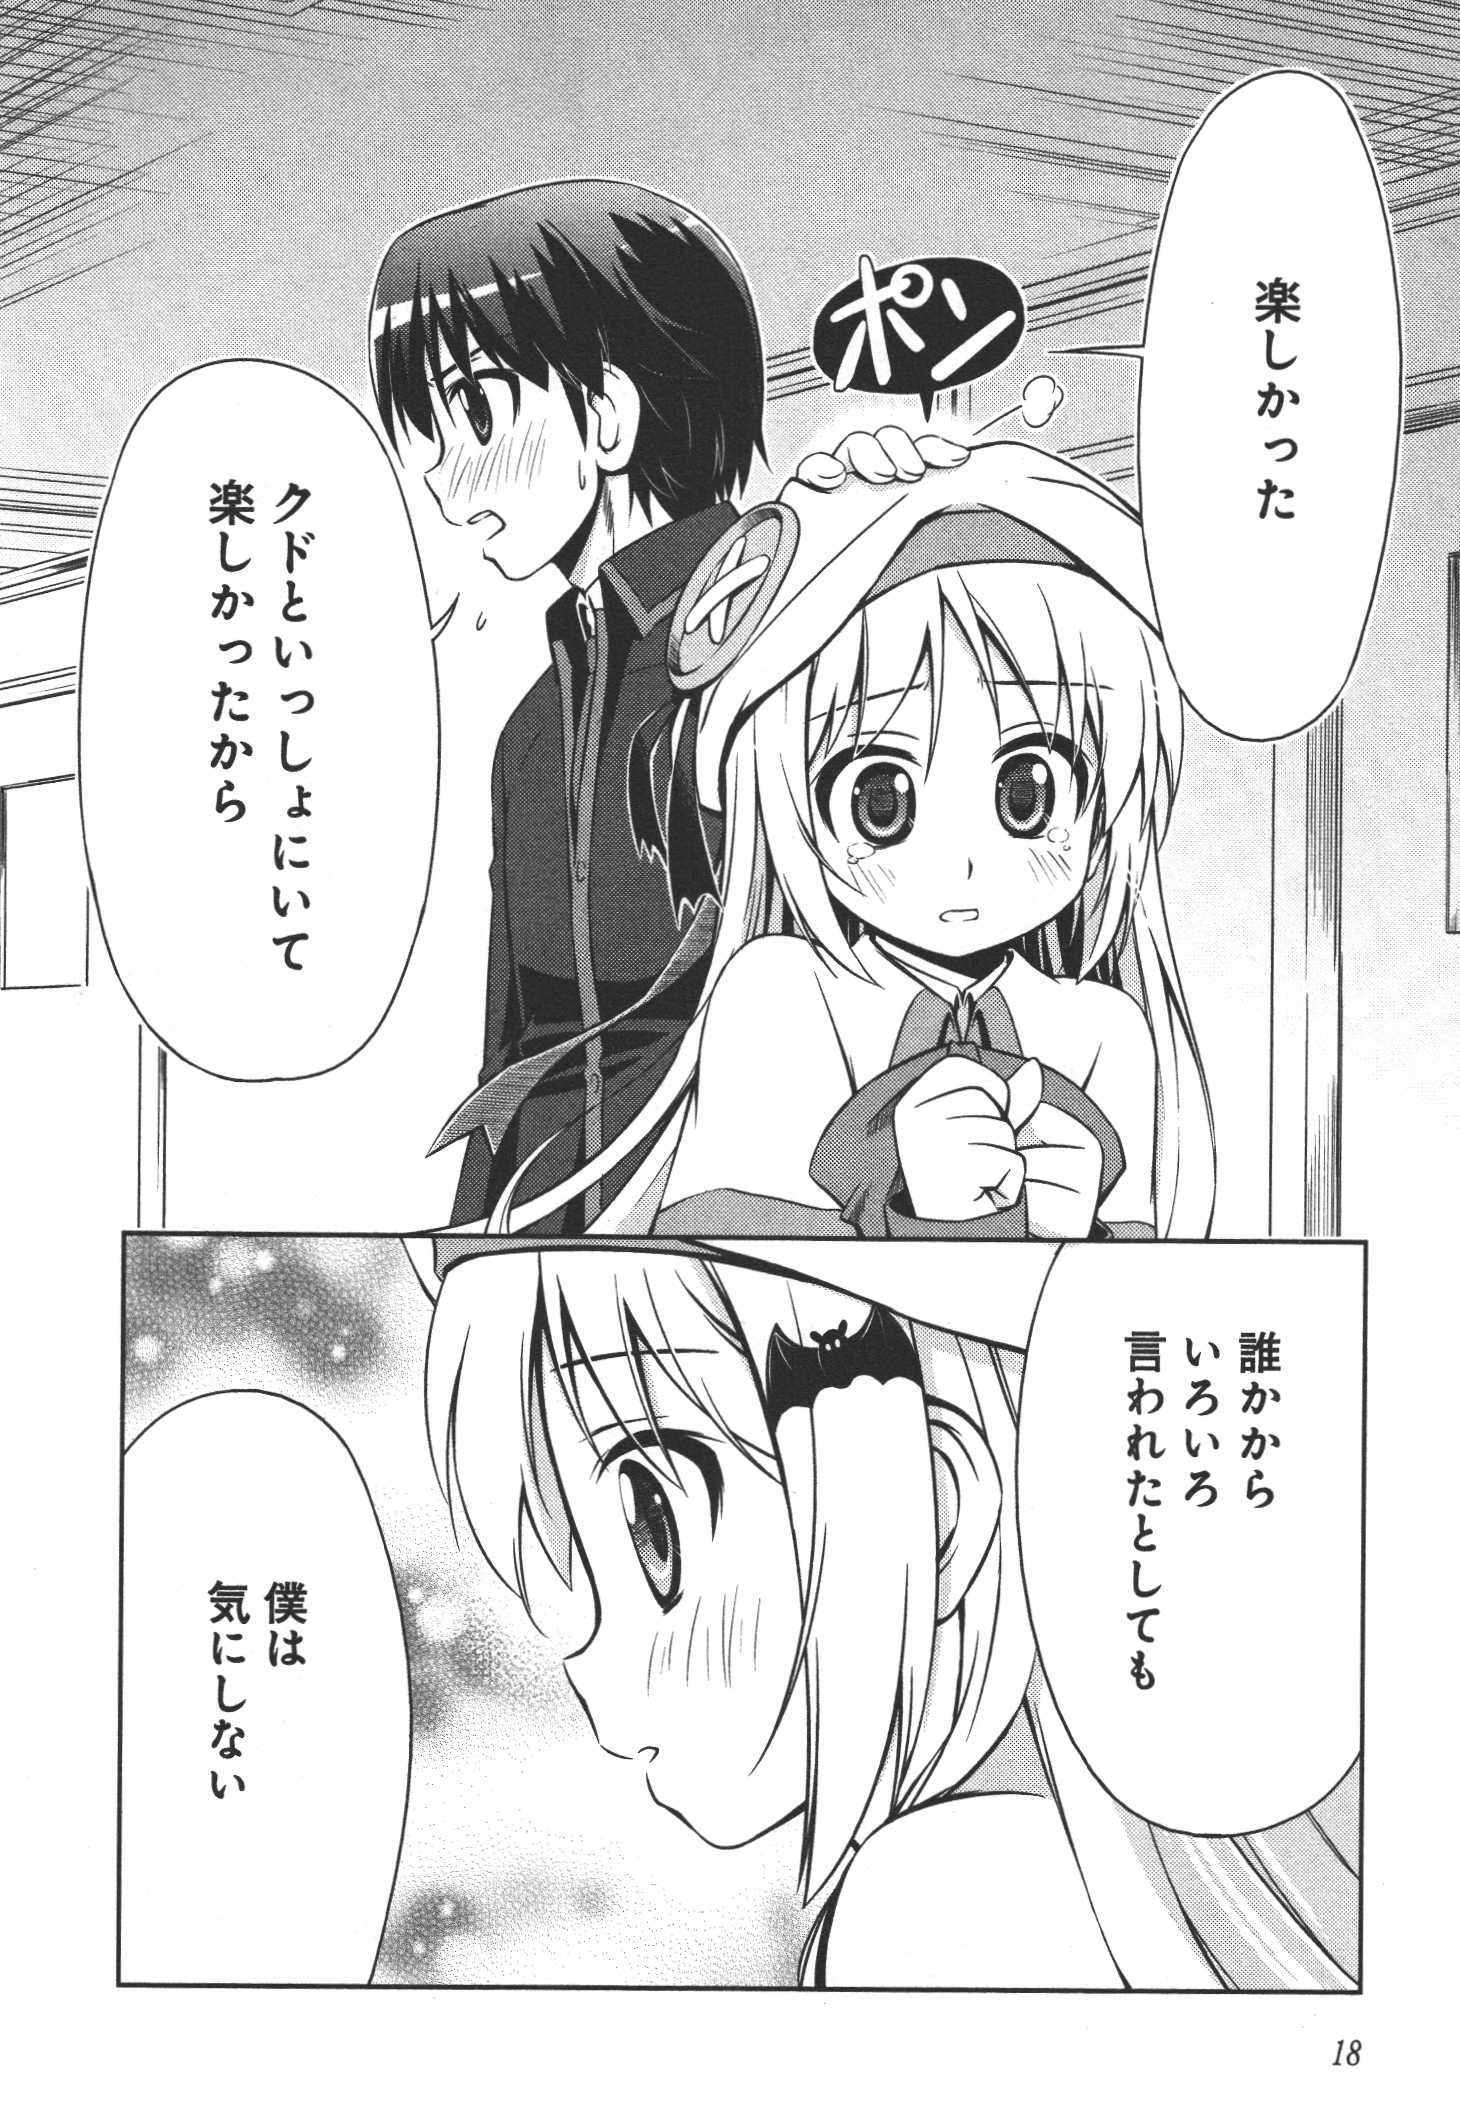 楽しかった
ポン
クドといっしょにいて
楽しかったから
誰かから
いろいろ
言われたとしても
僕は
気にしない
18